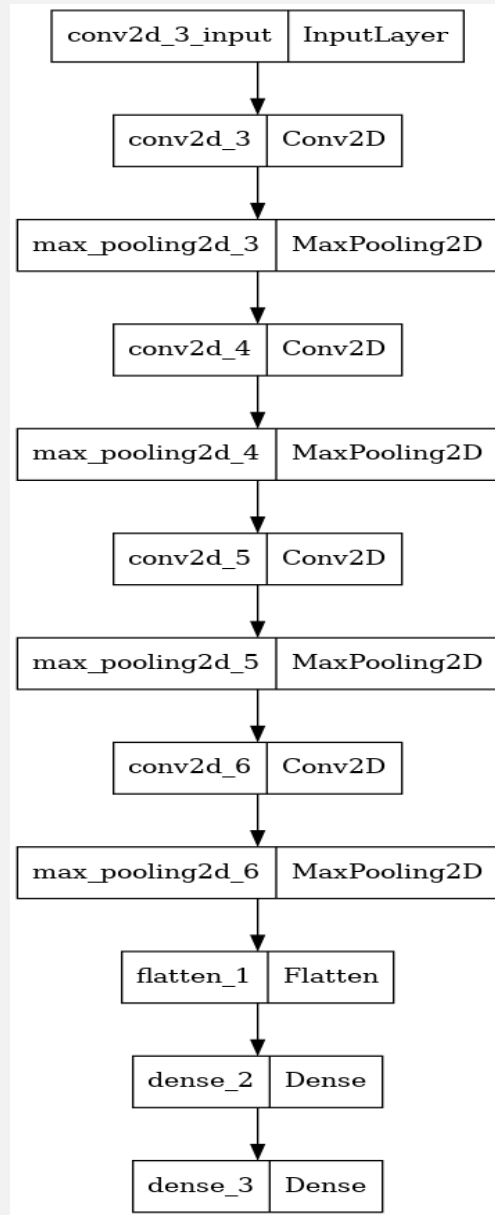 conv2d_3_input InputLayer
conv2d_3 Conv2D
max_pooling2d_3 MaxPooling2D
conv2d_4 Conv2D
max_pooling2d_4 MaxPooling2D
conv2d_5 Conv2D
max_pooling2d_5 MaxPooling2D
conv2d_6 Conv2D
max_pooling2d_6 MaxPooling2D
flatten_1 Flatten
dense_2 Dense
dense_3 Dense